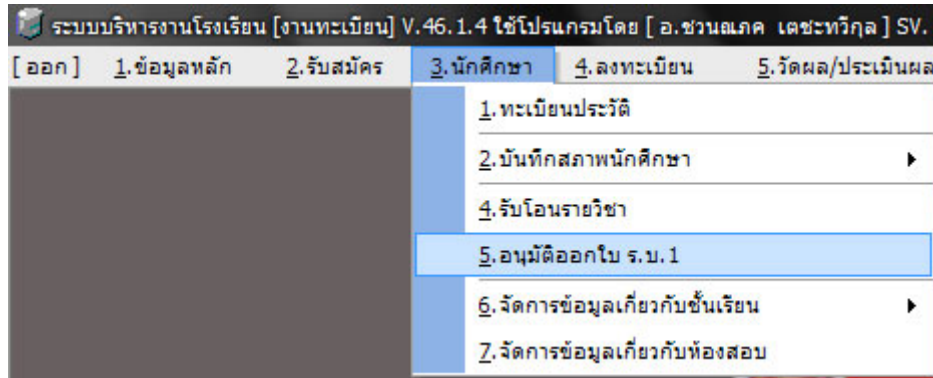 ระบบบริหารงานโรงเรียน [งานทะเบียน] V.46.1.4 ใช้โปรแกรมโดย [ อ.ชวนณภค เตชะทวีกุล ] SV.
[ ออก ] 1.ข้อมูลหลัก 2.รับสมัคร 3.นักศึกษา 4.ลงทะเบียน 5.วัดผล/ประเมินผล
1.ทะเบียนประวัติ
2.บันทึกสภาพนักศึกษา
4.รับโอนรายวิชา
5.อนุมัติออกใบ ร.บ.1
6.จัดการข้อมูลเกี่ยวกับชั้นเรียน
7.จัดการข้อมูลเกี่ยวกับห้องสอบ